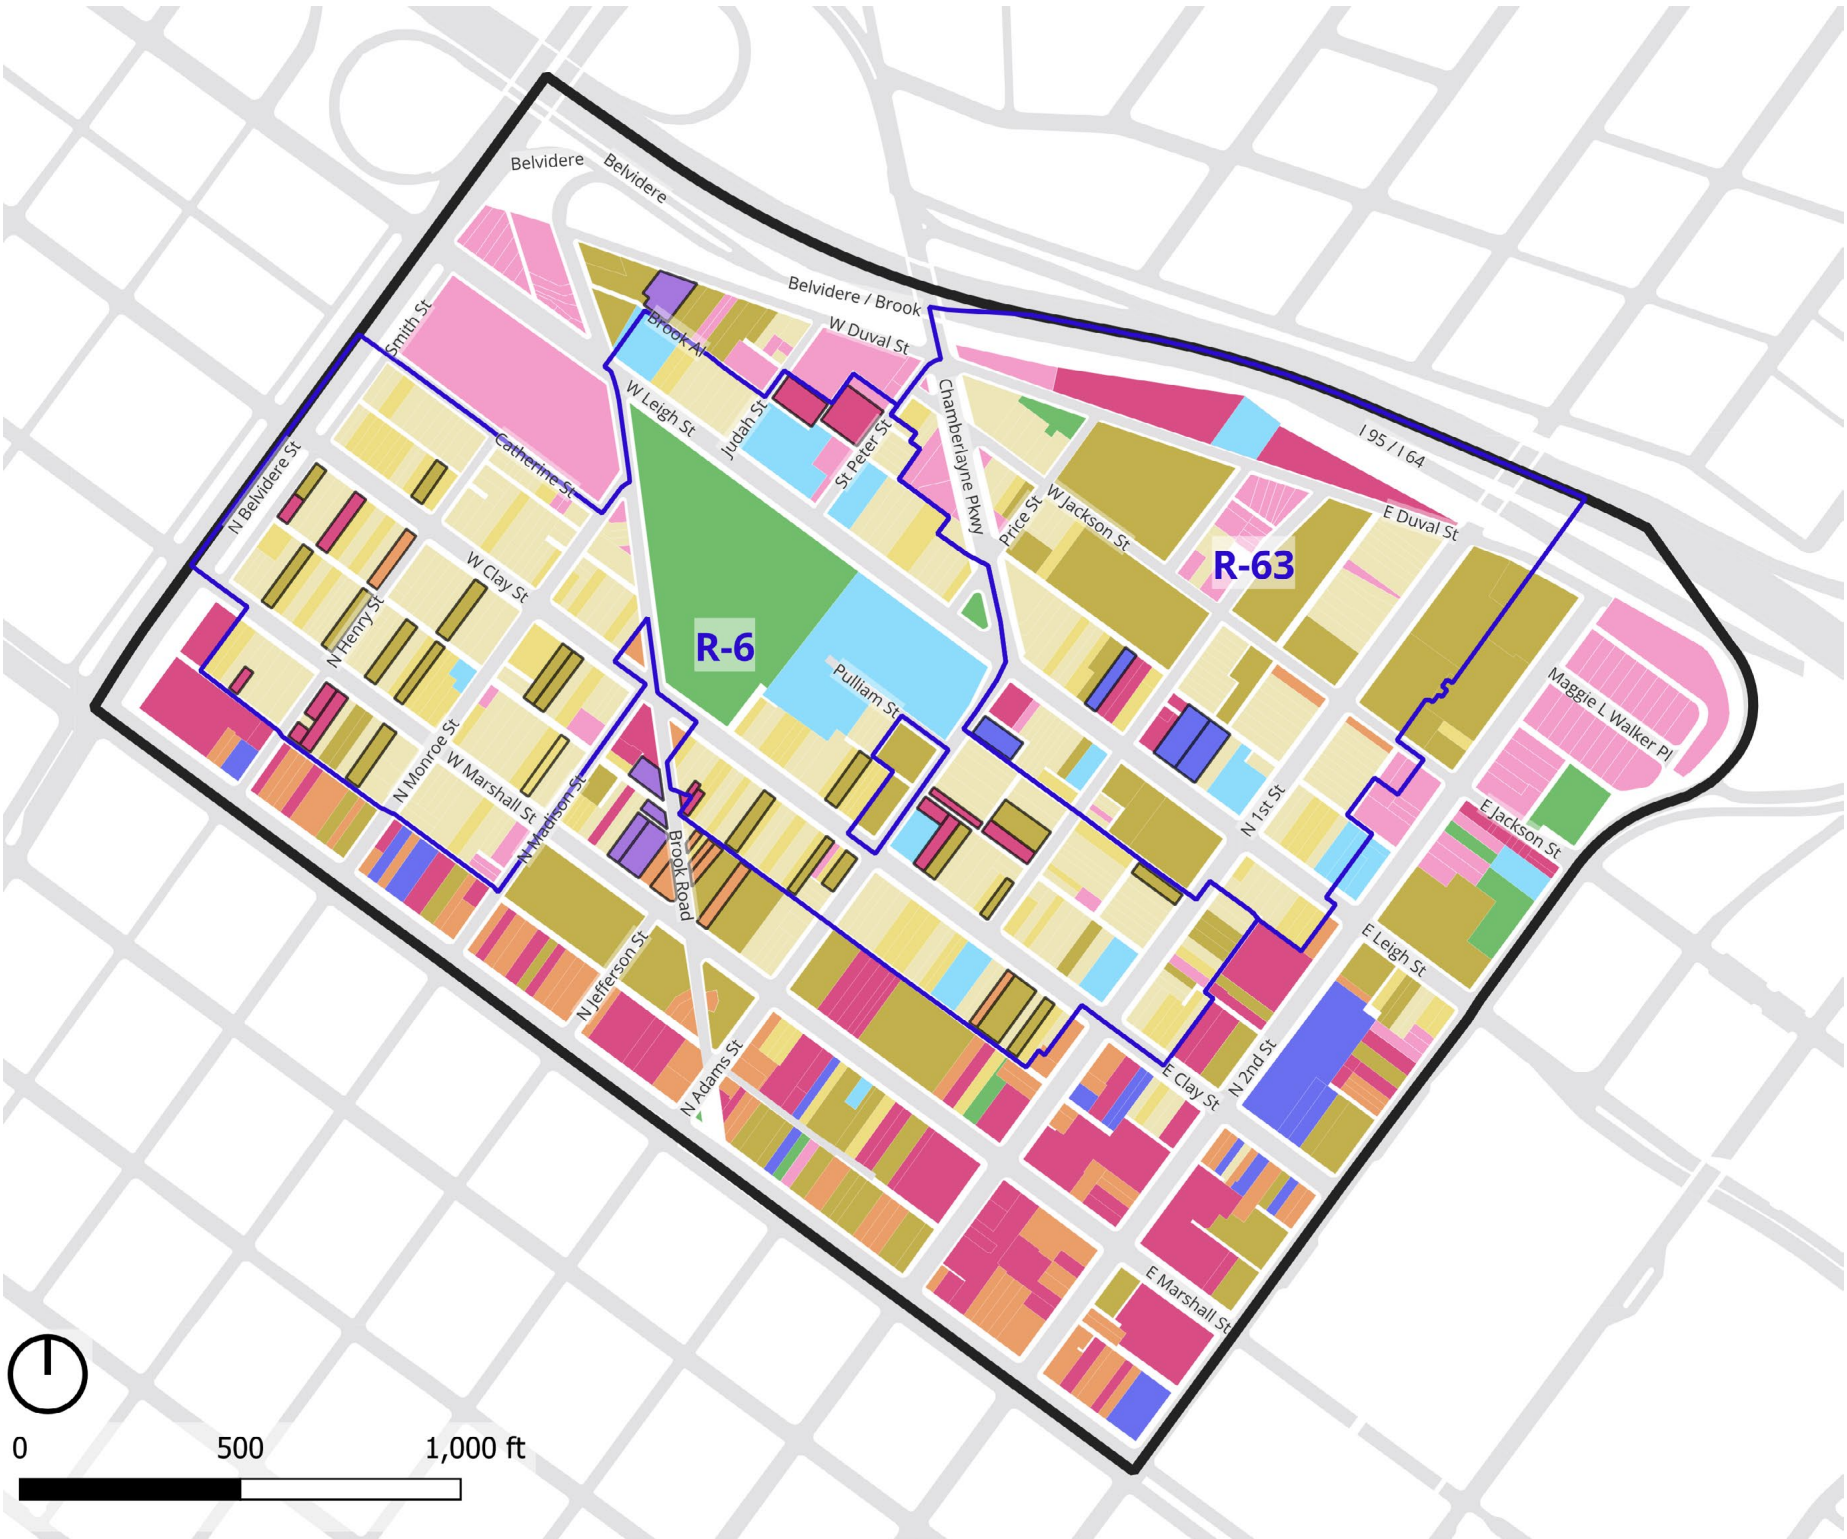 Belvidere
Belvidere
Belvidere / Brook
W Duval St
Smith St
Brook Al
W Leigh St
Judah St
St Peter St
Chamberlayne Pkwy
I 95 / I 64
E Duval St
Catherine St
N Belvidere St
Price St
W Jackson St
R-63
W Clay St
N Henry St
R-6
Pulliam St
Maggie L Walker Pl
N Monroe St
W Marshall St
N Madison St
Brook Road
N 1st St
E Jackson St
E Leigh St
N Jefferson St
N Adams St
E Clay St
N 2nd St
E Marshall St
0 500 1,000 ft